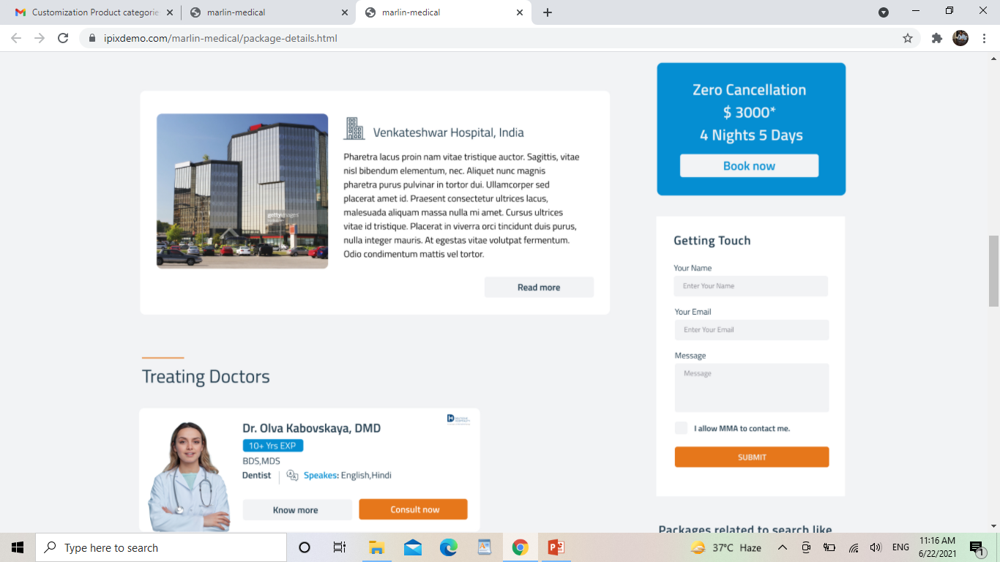 Customization Product categorie
marlin-medical
marlin-medical
ipixdemo.com/marlin-medical/package-details.html
Venkateshwar Hospital, India
Pharetra lacus proin nam vitae tristique auctor. Sagittis, vitae
nisl bibendum elementum, nec. Aliquet nunc magnis
pharetra purus pulvinar in tortor dui. Ullamcorper sed
placerat amet id. Praesent consectetur ultrices lacus,
malesuada aliquam massa nulla mi amet. Cursus ultrices
vitae id tristique. Placerat in viverra orci tincidunt duis purus,
nulla integer mauris. At egestas vitae volutpat fermentum.
Odio condimentum mattis vel tortor.
gettyimages
Read more
Treating Doctors
Dr. Olva Kabovskaya, DMD
10+ Yrs EXP
BDS,MDS
Dentist
Speakes: English,Hindi
Know more
Consult now
Zero Cancellation
$ 3000*
4 Nights 5 Days
Book now
Getting Touch
Your Name
Enter Your Name
Your Email
Enter Your Email
Message
Message
I allow MMA to contact me.
SUBMIT
Packages related to search like
Type here to search
37°C Haze
ENG
11:16 AM
6/22/2021
1